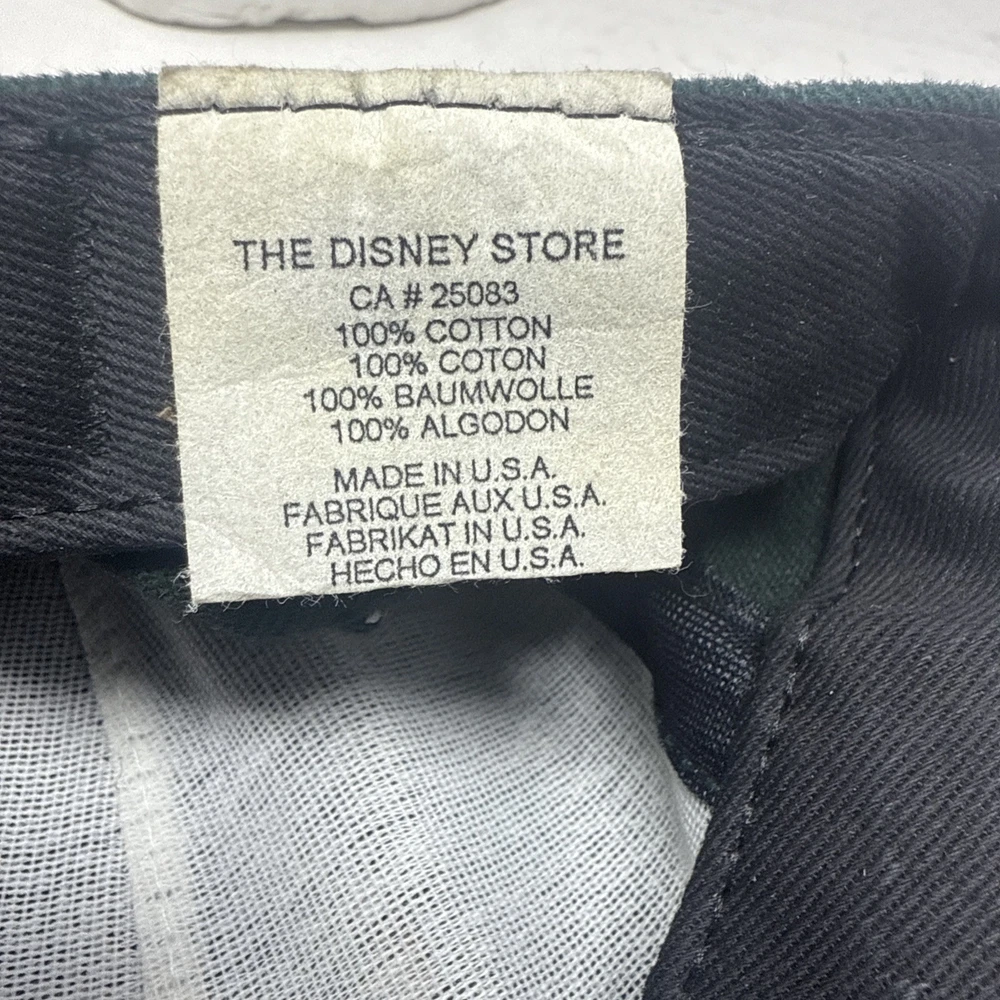 THE DISNEY STORE
CA # 25083
100% COTTON
100% COTON
100% BAUMWOLLE
100% ALGODON
MADE IN U.S.A.
FABRIQUE AUX U.S.A.
FABRIKAT IN U.S.A.
HECHO EN U.S.A.